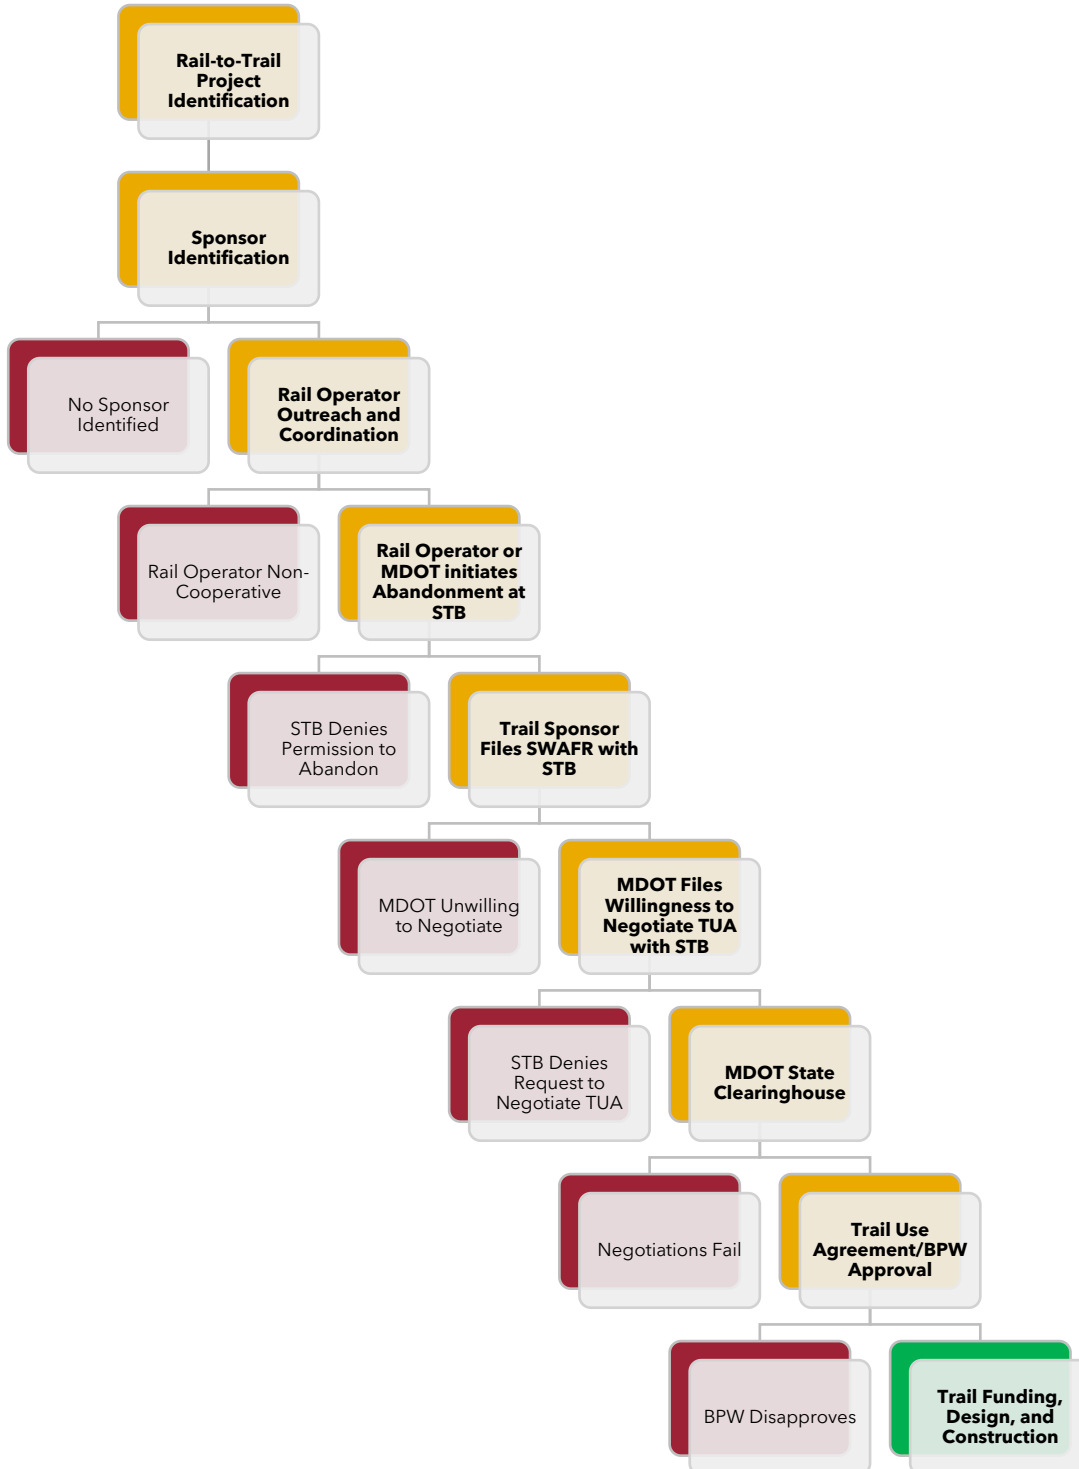 Rail-to-Trail
Project
Identification
Sponsor
Identification
No Sponsor
Identified
Rail Operator
Outreach and
Coordination
Rail Operator Non-
Cooperative
Rail Operator or
MDOT initiates
Abandonment at
STB
STB Denies
Permission to
Abandon
Trail Sponsor
Files SWAFR with
STB
MDOT Unwilling
to Negotiate
MDOT Files
Willingness to
Negotiate TUA
with STB
STB Denies
Request to
Negotiate TUA
MDOT State
Clearinghouse
Negotiations Fail
Trail Use
Agreement/BPW
Approval
BPW Disapproves
Trail Funding,
Design, and
Construction